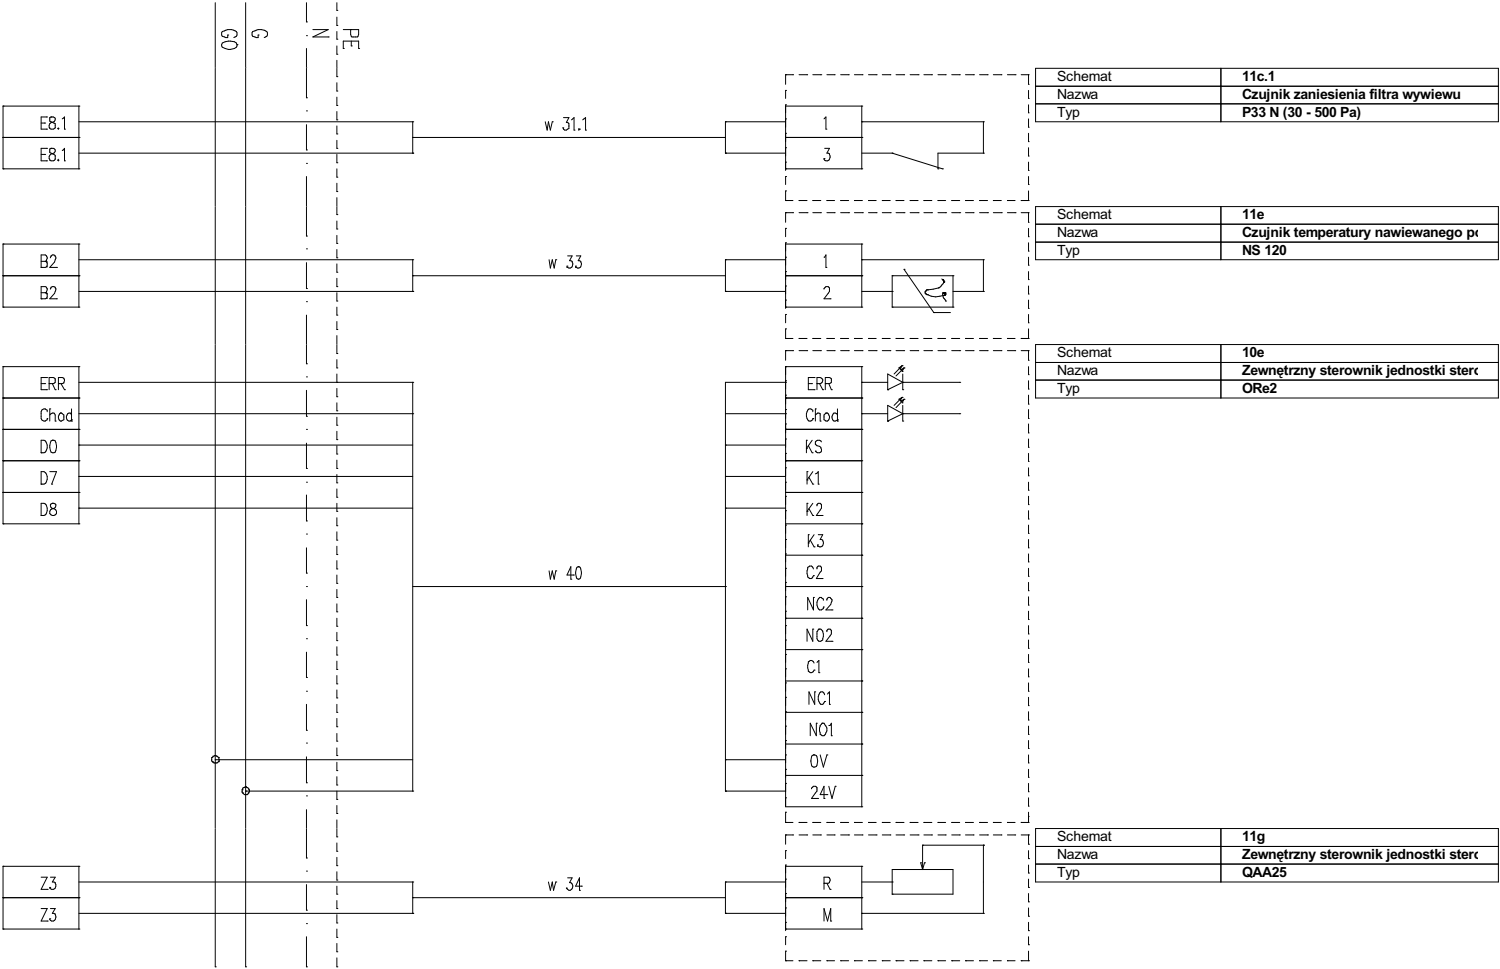 G0
G
N
PE
Schemat 11c.1
Nazwa Czujnik zaniesienia filtra wywiewu
Typ P33 N (30 - 500 Pa)
E8.1
E8.1
w 31.1
1
3
Schemat 11e
Nazwa Czujnik temperatury nawiewanego
Typ NS 120
B2
B2
w 33
1
2
Schemat 10e
Nazwa Zewnętrzny sterownik jednostki
Typ ORe2
ERR
Chod
D0
D7
D8
w 40
ERR
Chod
KS
K1
K2
K3
C2
NC2
NO2
C1
NC1
NO1
0V
24V
Schemat 11g
Nazwa Zewnętrzny sterownik jednostki
Typ QAA25
Z3
Z3
w 34
R
M